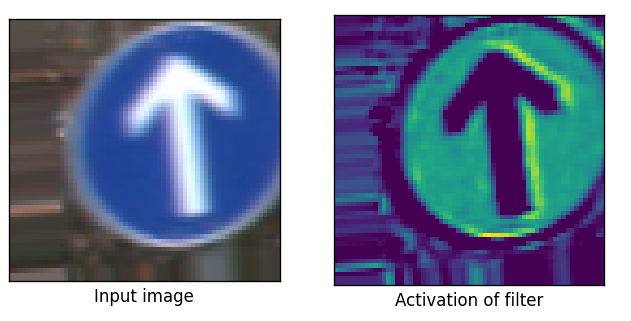 Input image
Activation of filter